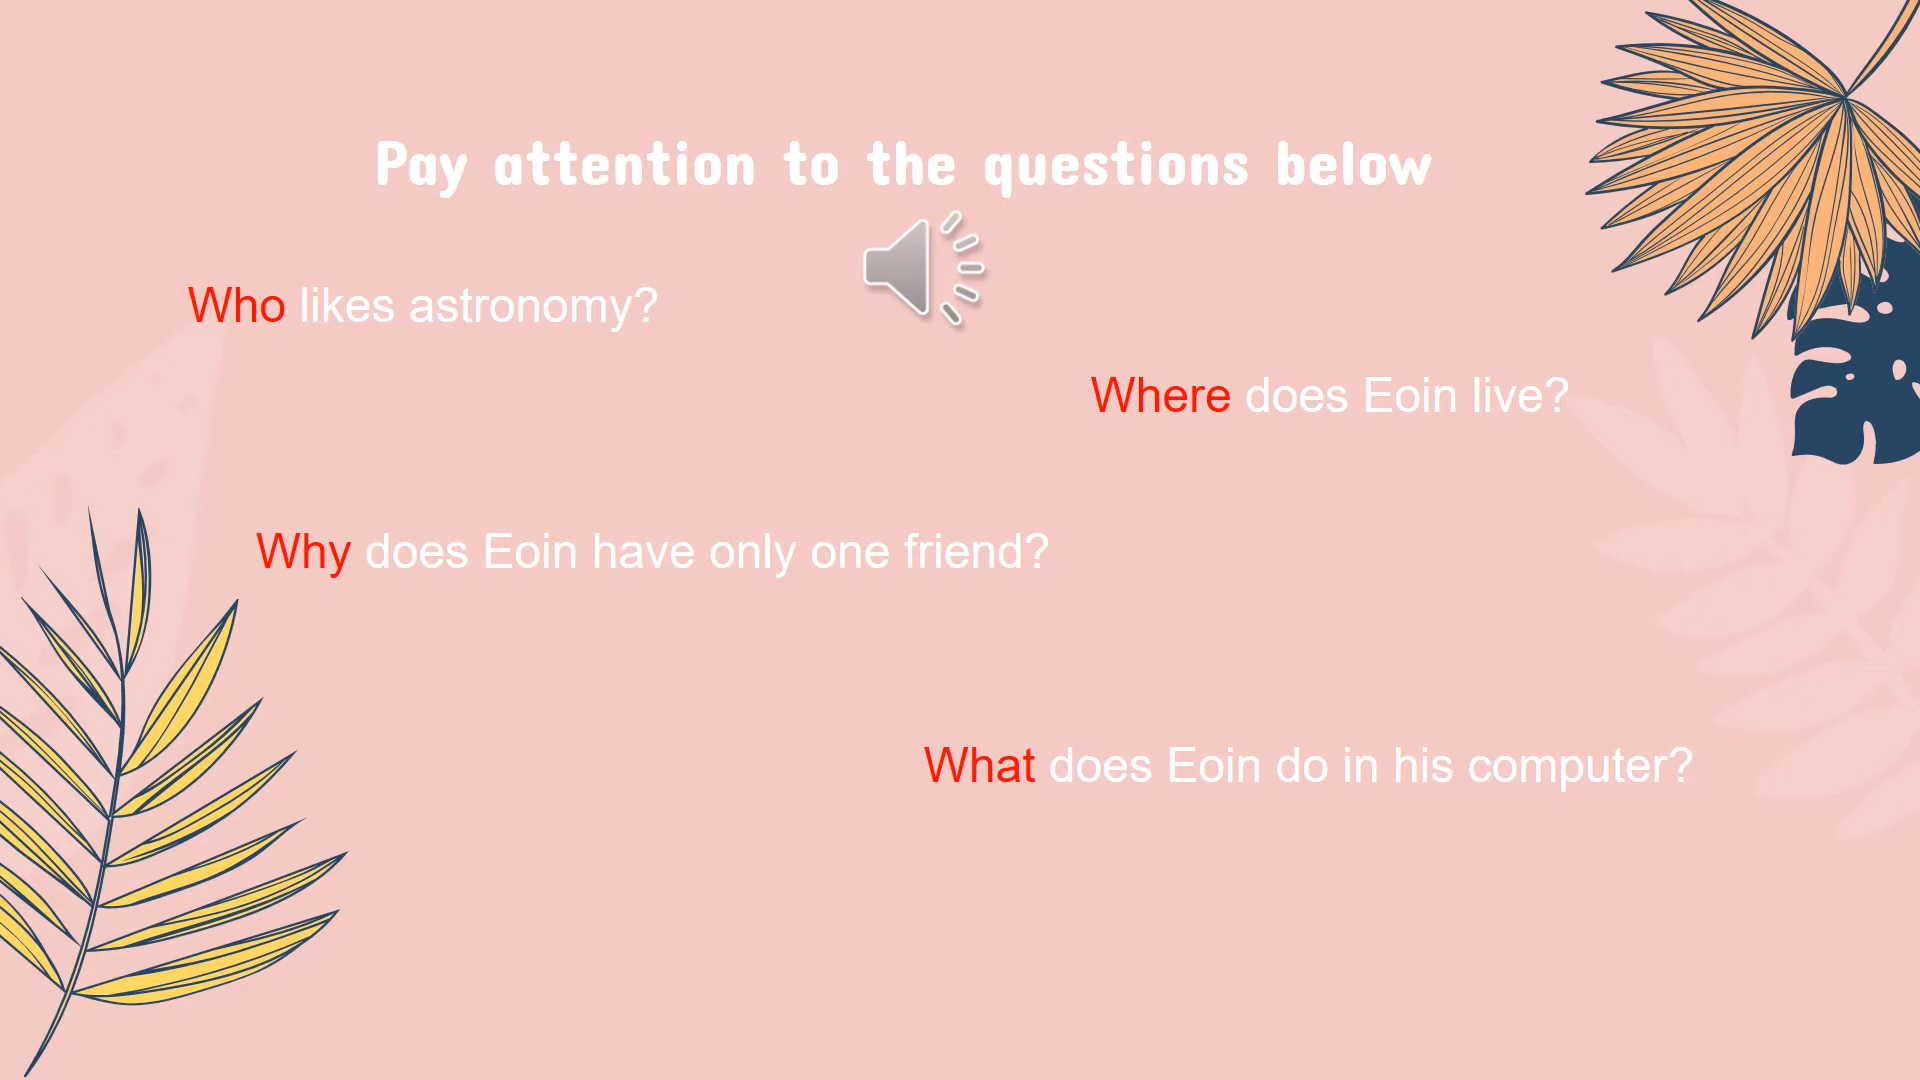 Pay attention to the questions below
Who likes astronomy?
Where does Eoin live?
Why does Eoin have only one friend?
What does Eoin do in his computer?